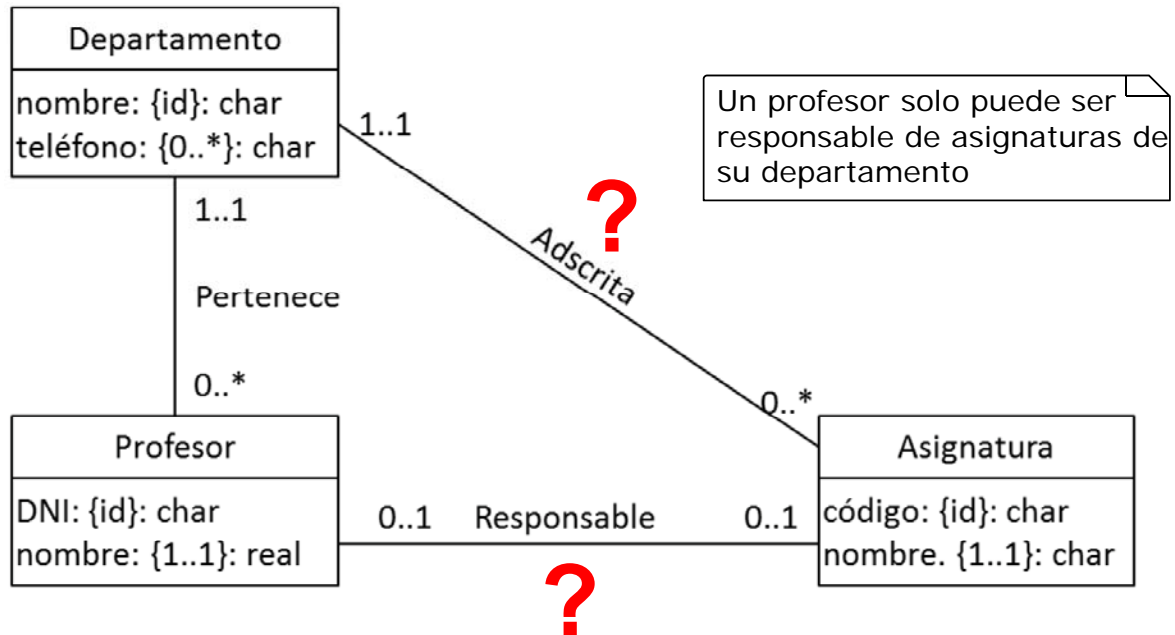 Departamento
nombre: {id}: char
teléfono: {0..*}: char
Un profesor solo puede ser
responsable de asignaturas de
su departamento
1..1
1..1
?
Adscrita
Pertenece
0..*
0..*
Profesor
DNI: {id}: char
nombre: {1..1}: real
0..1 Responsable 0..1
?
Asignatura
código: {id}: char
nombre. {1..1}: char